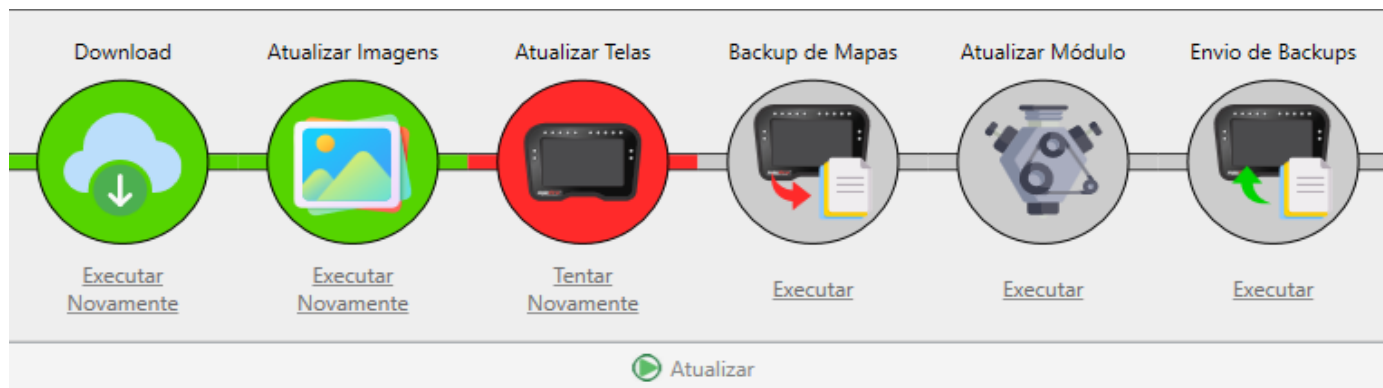 Download
Atualizar Imagens
Atualizar Telas
Backup de Mapas
Atualizar Módulo
Envio de Backups
Executar
Novamente
Executar
Novamente
Tentar
Novamente
Executar
Executar
Executar
Atualizar